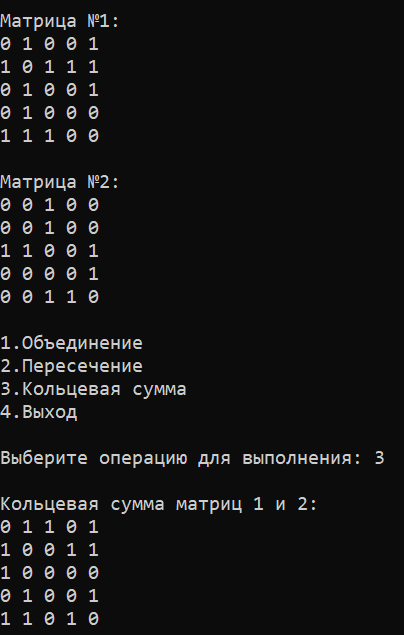 Матрица №1:
0 1 0 0 1
1 0 1 1 1
0 1 0 0 1
0 1 0 0 0
1 1 1 0 0
Матрица №2:
0 0 1 0 0
0 0 1 0 0
1 1 0 0 1
0 0 0 0 1
0 0 1 1 0
1.Объединение
2.Пересечение
3.Кольцевая сумма
4.Выход
Выберите операцию для выполнения: 3
Кольцевая сумма матриц 1 и 2:
0 1 1 0 1
1 0 0 1 1
1 0 0 0 0
0 1 0 0 1
1 1 0 1 0